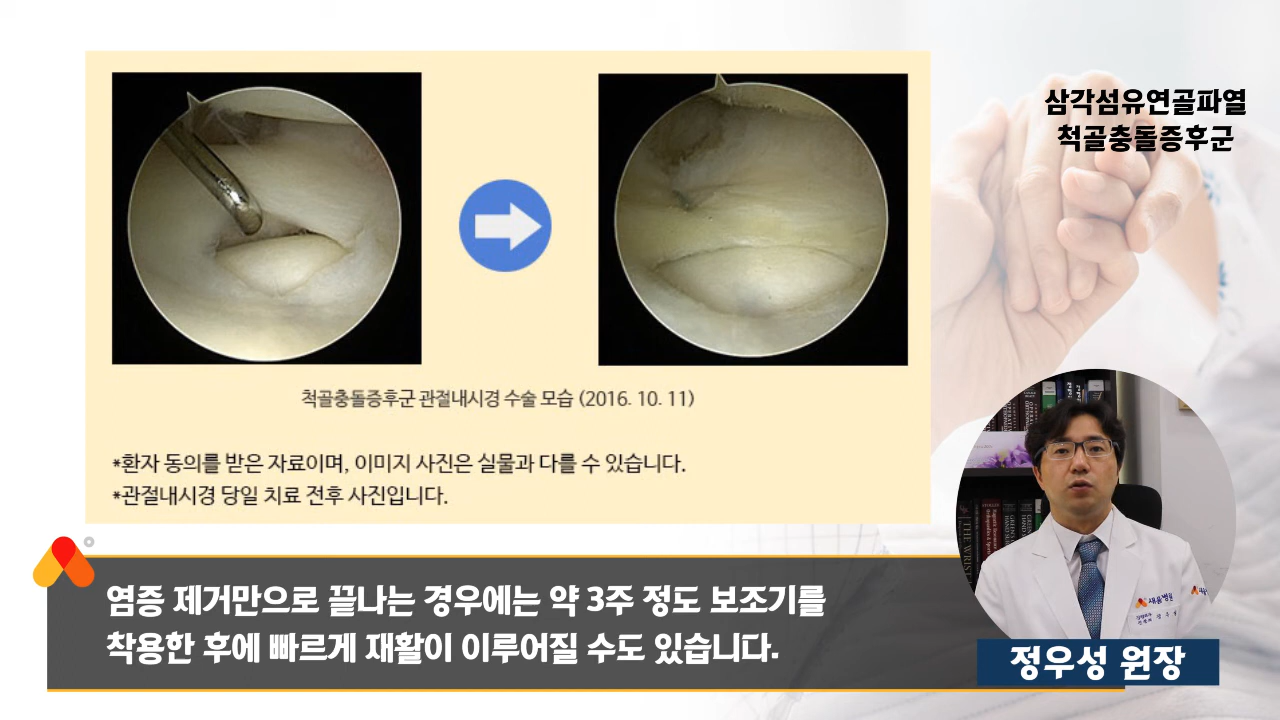 삼각섬유연골파열
척골충돌증후군
척골충돌증후군 관절내시경 수술 모습 (2016. 10. 11)
*환자 동의를 받은 자료이며, 이미지 사진은 실물과 다를 수 있습니다.
*관절내시경 당일 치료 전후 사진입니다.
염증 제거만으로 끝나는 경우에는 약 3주 정도 보조기를
착용한 후에 빠르게 재활이 이루어질 수도 있습니다.
새움병원
정우성 원장